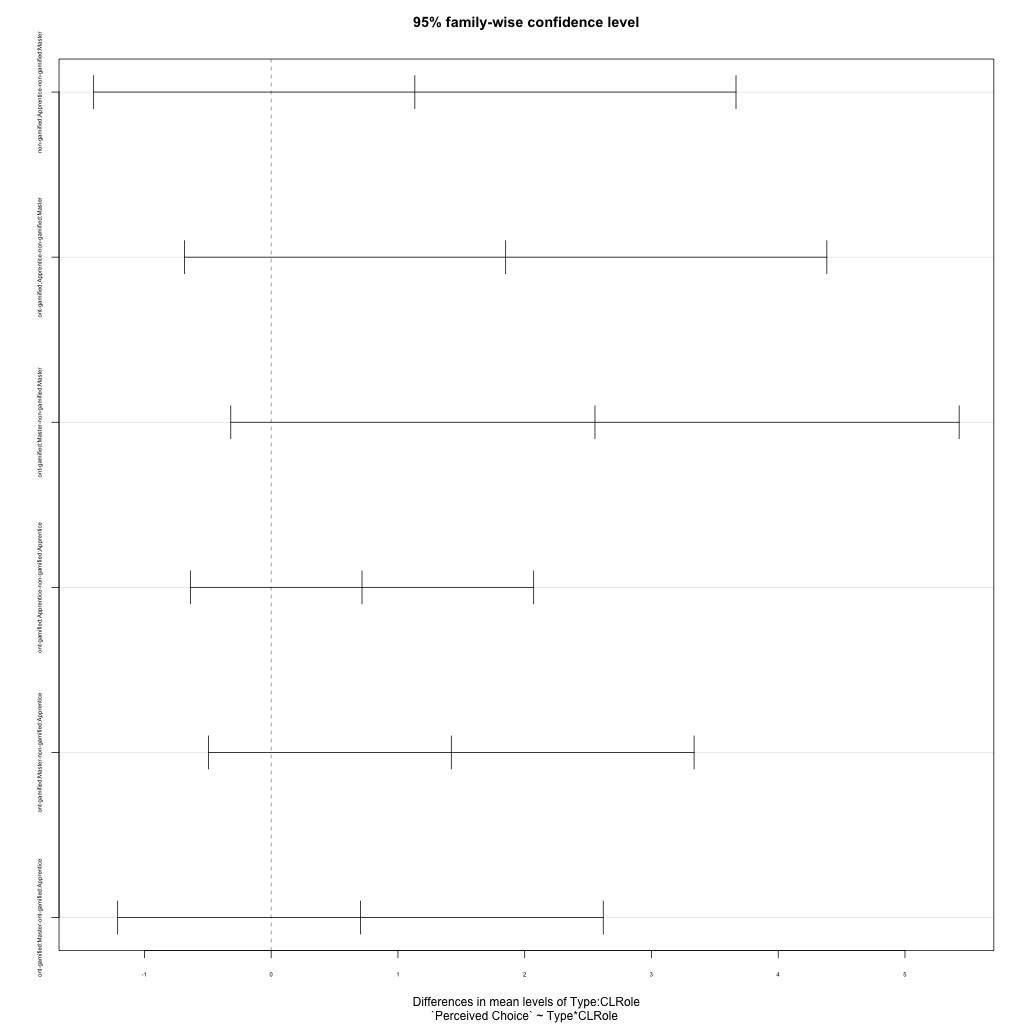 95% family-wise confidence level
non-gamified:Apprentice-non-gamified:Master
ont-gamified:Apprentice-non-gamified:Master
ont-gamified:Master-non-gamified:Master
ont-gamified:Apprentice-non-gamified:Apprentice
ont-gamified:Master-non-gamified:Apprentice
ont-gamified:Master-ont-gamified:Apprentice
-1 0 1 2 3 4 5
Differences in mean levels of Type:CLRole
`Perceived Choice` ~ Type*CLRole